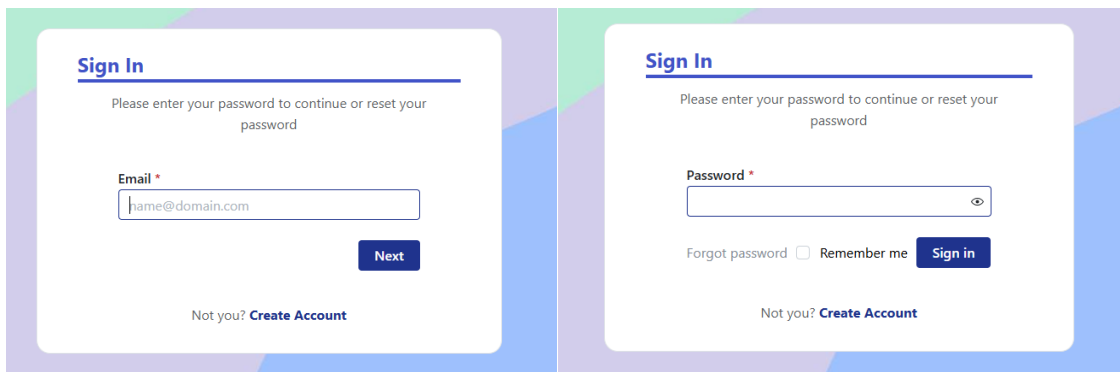 Sign In
Please enter your password to continue or reset your
password
Email *
name@domain.com
Next
Not you? Create Account
Sign In
Please enter your password to continue or reset your
password
Password *
Forgot password Remember me Sign in
Not you? Create Account